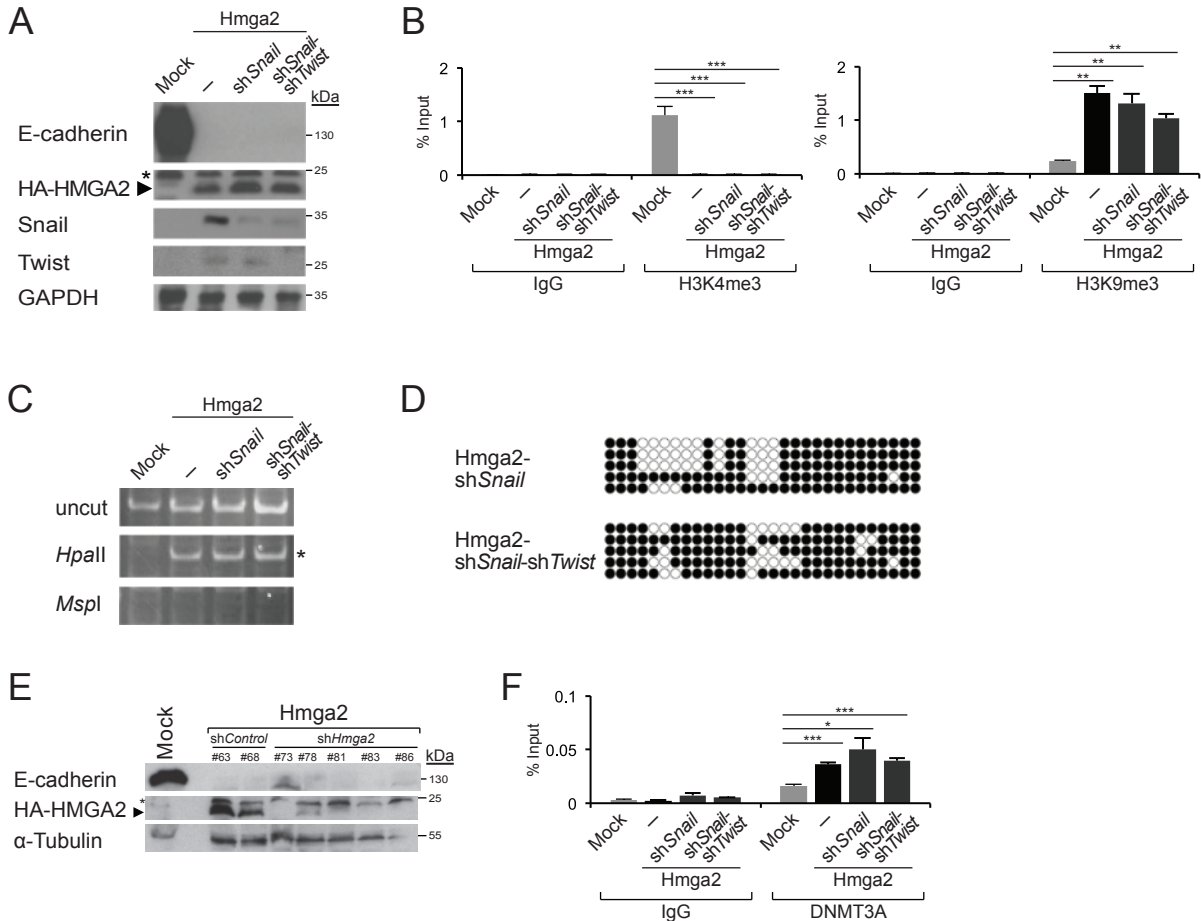 A
Hmga2
Mock
–
shSnail
shSnail-
shTwist
kDa
E-cadherin
130
*
25
HA-HMGA2
Snail
35
Twist
25
GAPDH
35
B
% Input
2
1
0
***
***
***
Mock
–
shSnail
shSnail-
shTwist
Mock
–
shSnail
shSnail-
shTwist
Hmga2
Hmga2
IgG
H3K4me3
% Input
2
1
0
**
**
**
Mock
–
shSnail
shSnail-
shTwist
Mock
–
shSnail
shSnail-
shTwist
Hmga2
Hmga2
IgG
H3K9me3
C
Hmga2
Mock
–
shSnail
shSnail-
shTwist
uncut
HpaII
*
MspI
D
Hmga2-
shSnail
Hmga2-
shSnail-shTwist
E
Mock
Hmga2
shControl
shHmga2
#63 #68 #73 #78 #81 #83 #86
kDa
E-cadherin
130
*
25
HA-HMGA2
α-Tubulin
55
F
% Input
0.1
0.05
0
***
*
***
Mock
–
shSnail
shSnail-
shTwist
Mock
–
shSnail
shSnail-
shTwist
Hmga2
Hmga2
IgG
DNMT3A